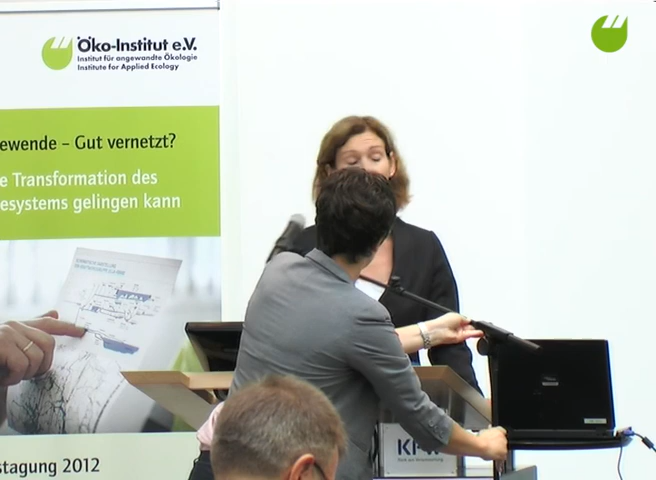 Öko-Institut e.V.
Institut für angewandte Ökologie
Institute for Applied Ecology
ewende – Gut vernetzt?
e Transformation des
esystems gelingen kann
stagung 2012